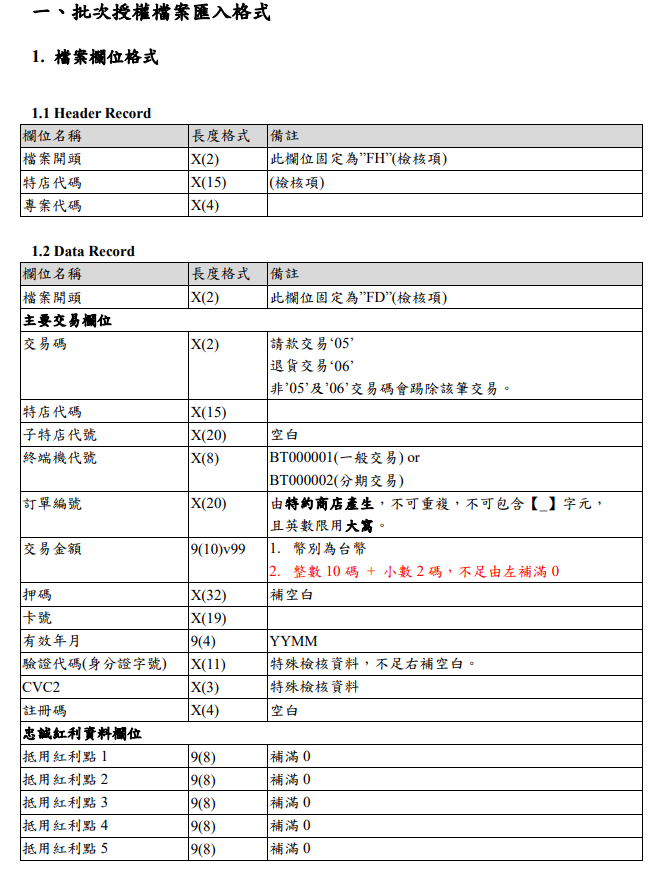 一、批次授權檔案匯入格式
1. 檔案欄位格式
1.1 Header Record
欄位名稱 長度格式 備註
檔案開頭 X(2) 此欄位固定為”FH”(檢核項)
特店代碼 X(15) (檢核項)
專案代碼 X(4)
1.2 Data Record
欄位名稱 長度格式 備註
檔案開頭 X(2) 此欄位固定為”FD”(檢核項)
主要交易欄位
交易碼 X(2) 請款交易‘05’
退貨交易‘06’
非’05’及’06’交易碼會踢除該筆交易。
特店代碼 X(15)
子特店代號 X(20) 空白
終端機代號 X(8) BT000001(一般交易) or
BT000002(分期交易)
訂單編號 X(20) 由特約商店產生，不可重複，不可包含【_】字元，
且英數限用大寫。
交易金額 9(10)v99 1. 幣別為台幣
2. 整數 10 碼 + 小數 2 碼，不足由左補滿 0
押碼 X(32) 補空白
卡號 X(19)
有效年月 9(4) YYMM
驗證代碼(身分證字號) X(11) 特殊檢核資料，不足右補空白。
CVC2 X(3) 特殊檢核資料
註冊碼 X(4) 空白
忠誠紅利資料欄位
抵用紅利點 1 9(8) 補滿 0
抵用紅利點 2 9(8) 補滿 0
抵用紅利點 3 9(8) 補滿 0
抵用紅利點 4 9(8) 補滿 0
抵用紅利點 5 9(8) 補滿 0